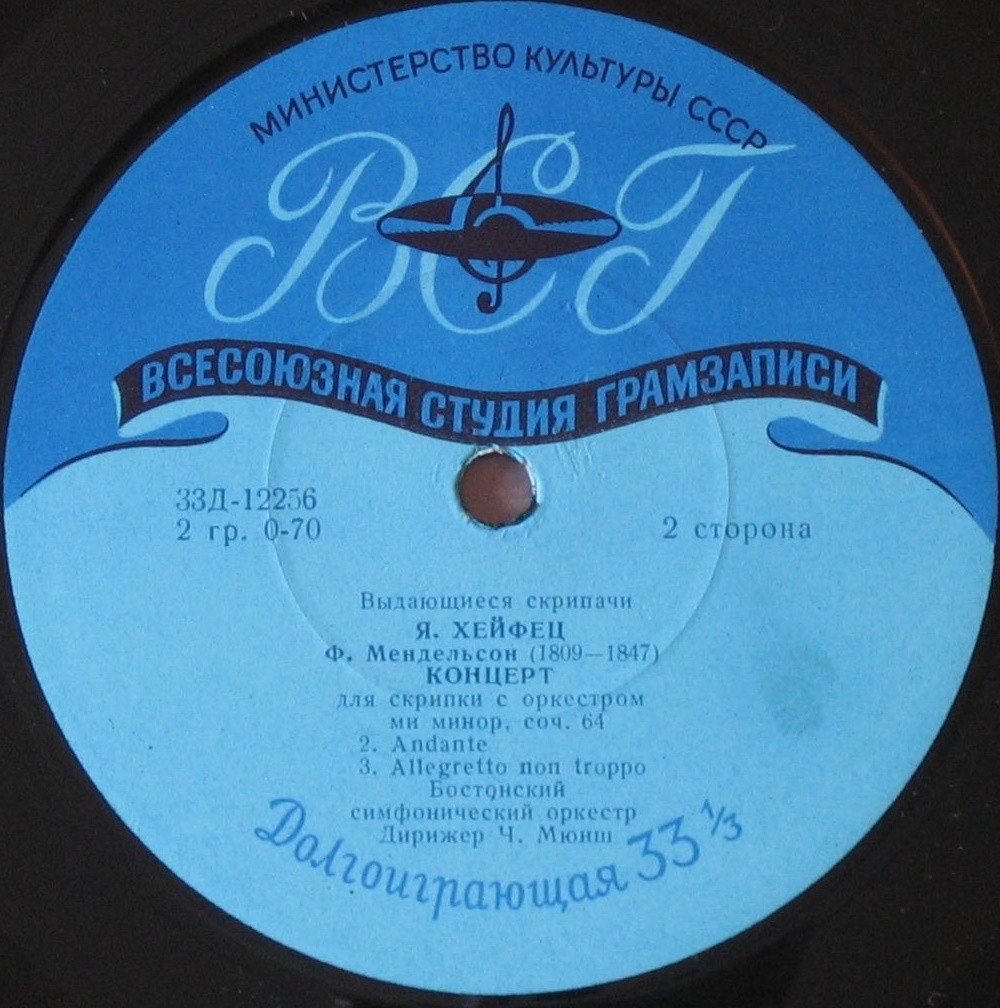 МИНИСТЕРСТВО КУЛЬТУРЫ СССР
ВСГ
ВСЕСОЮЗНАЯ СТУДИЯ ГРАМЗАПИСИ
33Д-12256
2 гр. 0-70
2 сторона
Выдающиеся скрипачи
Я. ХЕЙФЕЦ
Ф. Мендельсон (1809—1847)
КОНЦЕРТ
для скрипки с оркестром
ми минор, соч. 64
2. Andante
3. Allegretto non troppo
Бостонский
симфонический оркестр
Дирижер Ч. Мюнш
Долгоиграющая 33 1/3